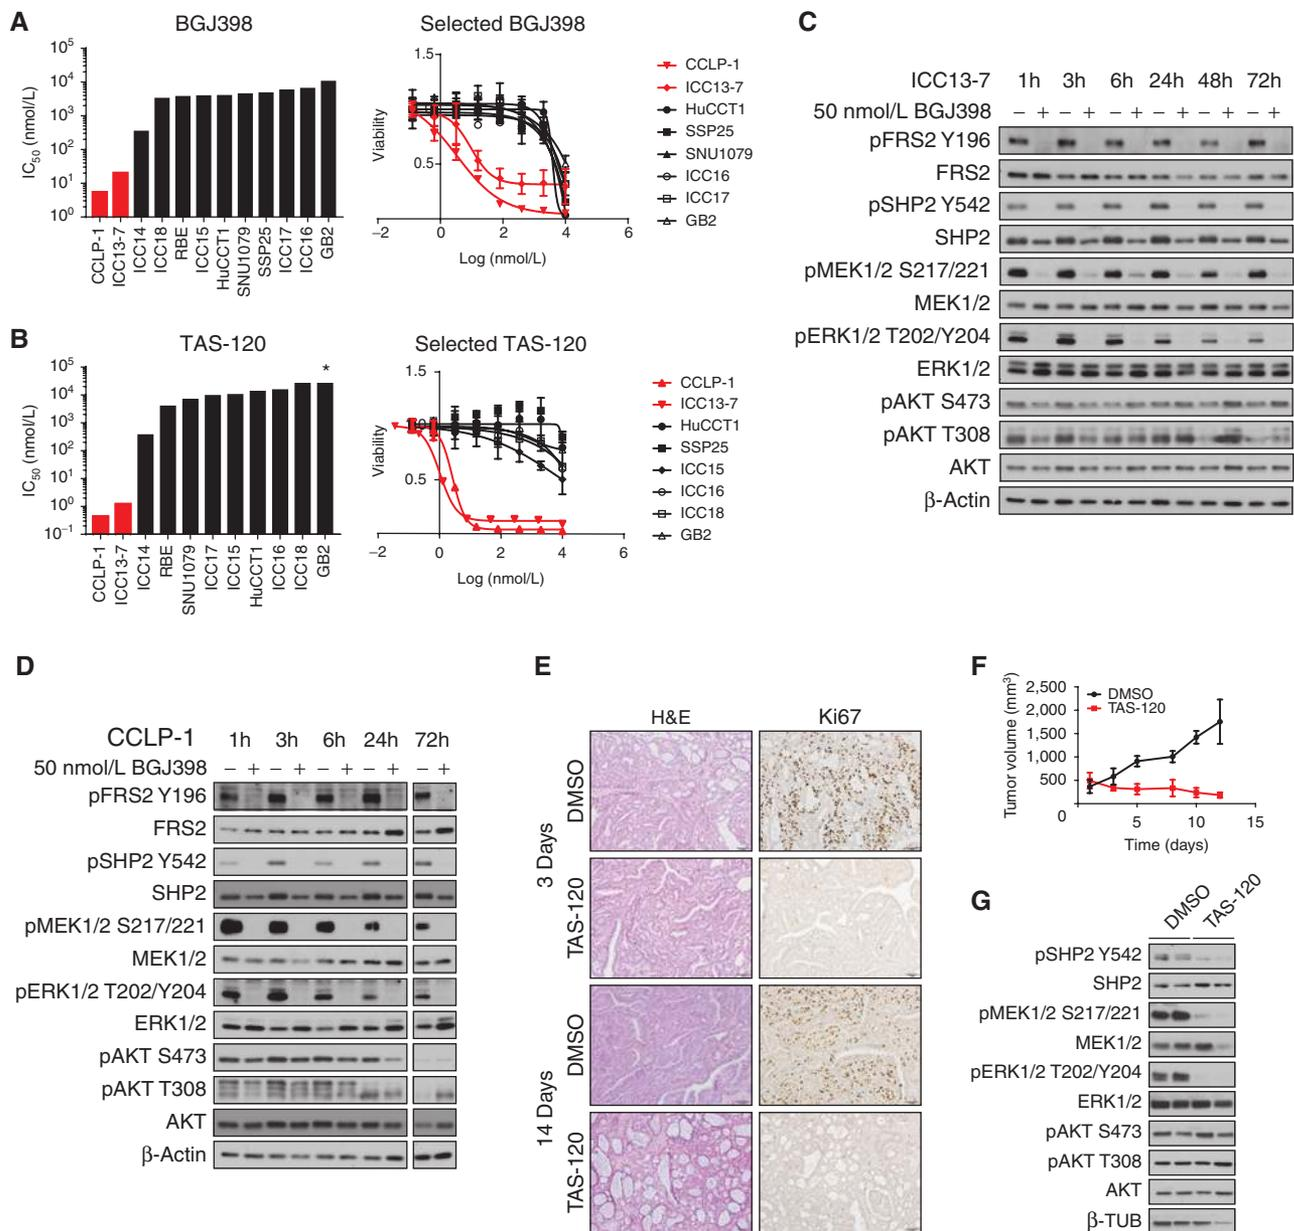 A
BGJ398
IC50 (nmol/L)
10^5
10^4
10^3
10^2
10^1
10^0
CCLP-1
ICC13-7
ICC14
ICC18
RBE
ICC15
HuCCT1
SNU1079
SSP25
ICC17
ICC16
GB2
Selected BGJ398
Viability
1.5
0.5
−2 0 2 4 6
Log (nmol/L)
CCLP-1
ICC13-7
HuCCT1
SSP25
SNU1079
ICC16
ICC17
GB2
B
TAS-120
IC50 (nmol/L)
10^5
10^4
10^3
10^2
10^1
10^0
10^−1
*
CCLP-1
ICC13-7
ICC14
RBE
SNU1079
ICC17
ICC15
HuCCT1
ICC16
ICC18
GB2
Selected TAS-120
Viability
1.5
0.5
−2 0 2 4 6
Log (nmol/L)
CCLP-1
ICC13-7
HuCCT1
SSP25
ICC15
ICC16
ICC18
GB2
C
ICC13-7 1h 3h 6h 24h 48h 72h
50 nmol/L BGJ398 − + − + − + − + − + − +
pFRS2 Y196
FRS2
pSHP2 Y542
SHP2
pMEK1/2 S217/221
MEK1/2
pERK1/2 T202/Y204
ERK1/2
pAKT S473
pAKT T308
AKT
β-Actin
D
CCLP-1 1h 3h 6h 24h 72h
50 nmol/L BGJ398 − + − + − + − + − +
pFRS2 Y196
FRS2
pSHP2 Y542
SHP2
pMEK1/2 S217/221
MEK1/2
pERK1/2 T202/Y204
ERK1/2
pAKT S473
pAKT T308
AKT
β-Actin
E
H&E Ki67
3 Days
DMSO
TAS-120
14 Days
DMSO
TAS-120
F
Tumor volume (mm3)
2,500
2,000
1,500
1,000
500
0
5 10 15
Time (days)
DMSO
TAS-120
G
DMSO TAS-120
pSHP2 Y542
SHP2
pMEK1/2 S217/221
MEK1/2
pERK1/2 T202/Y204
ERK1/2
pAKT S473
pAKT T308
AKT
β-TUB